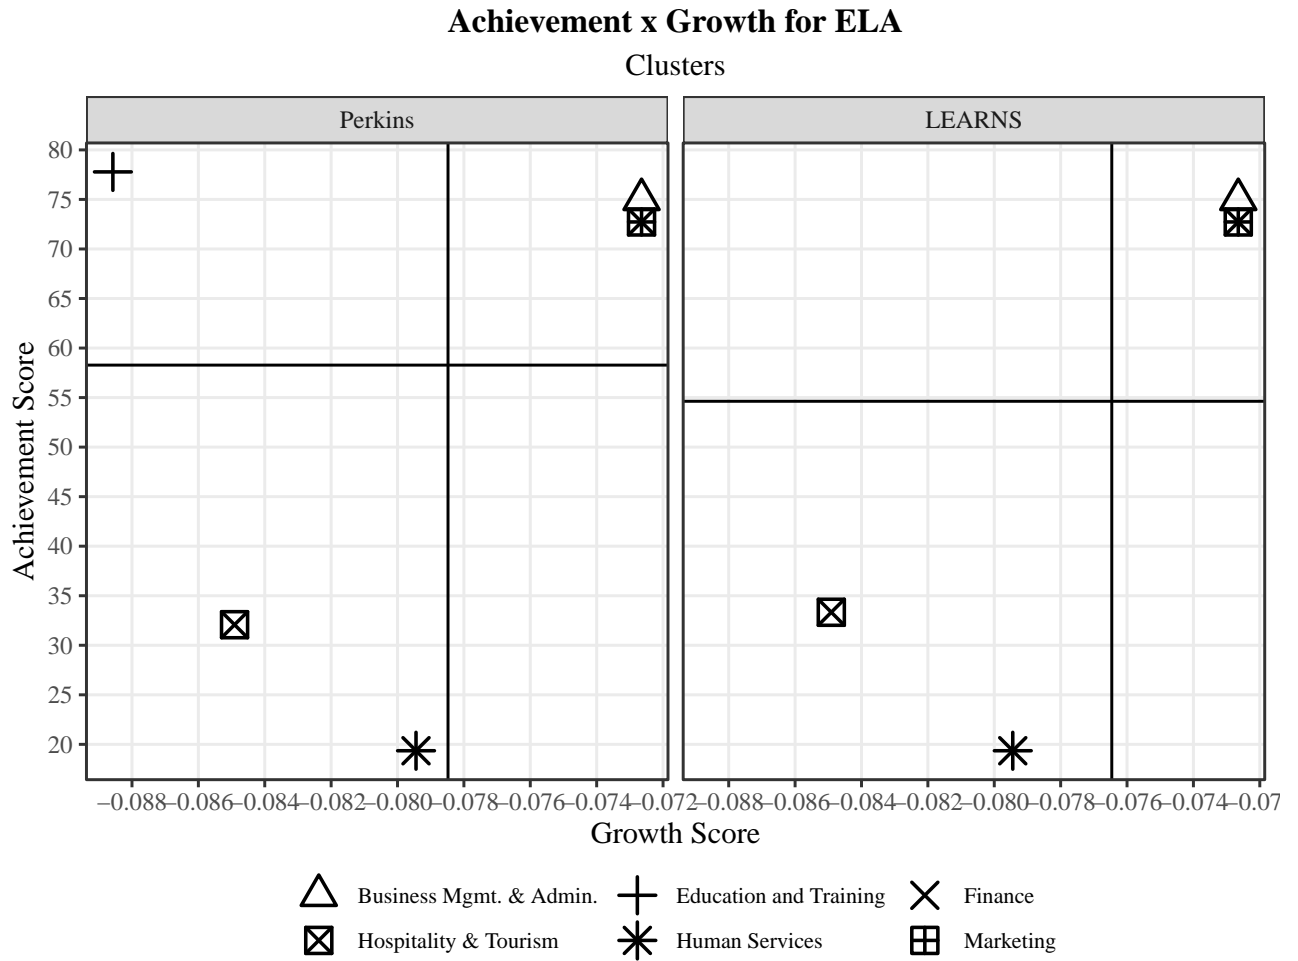 Achievement x Growth for ELA
Clusters
Perkins
LEARNS
80
75
70
65
60
55
50
45
40
35
30
25
20
Achievement Score
−0.088 −0.086 −0.084 −0.082 −0.080 −0.078 −0.076 −0.074 −0.072 −0.088 −0.086 −0.084 −0.082 −0.080 −0.078 −0.076 −0.074 −0.07
Growth Score
Business Mgmt. & Admin. Education and Training Finance
Hospitality & Tourism Human Services Marketing